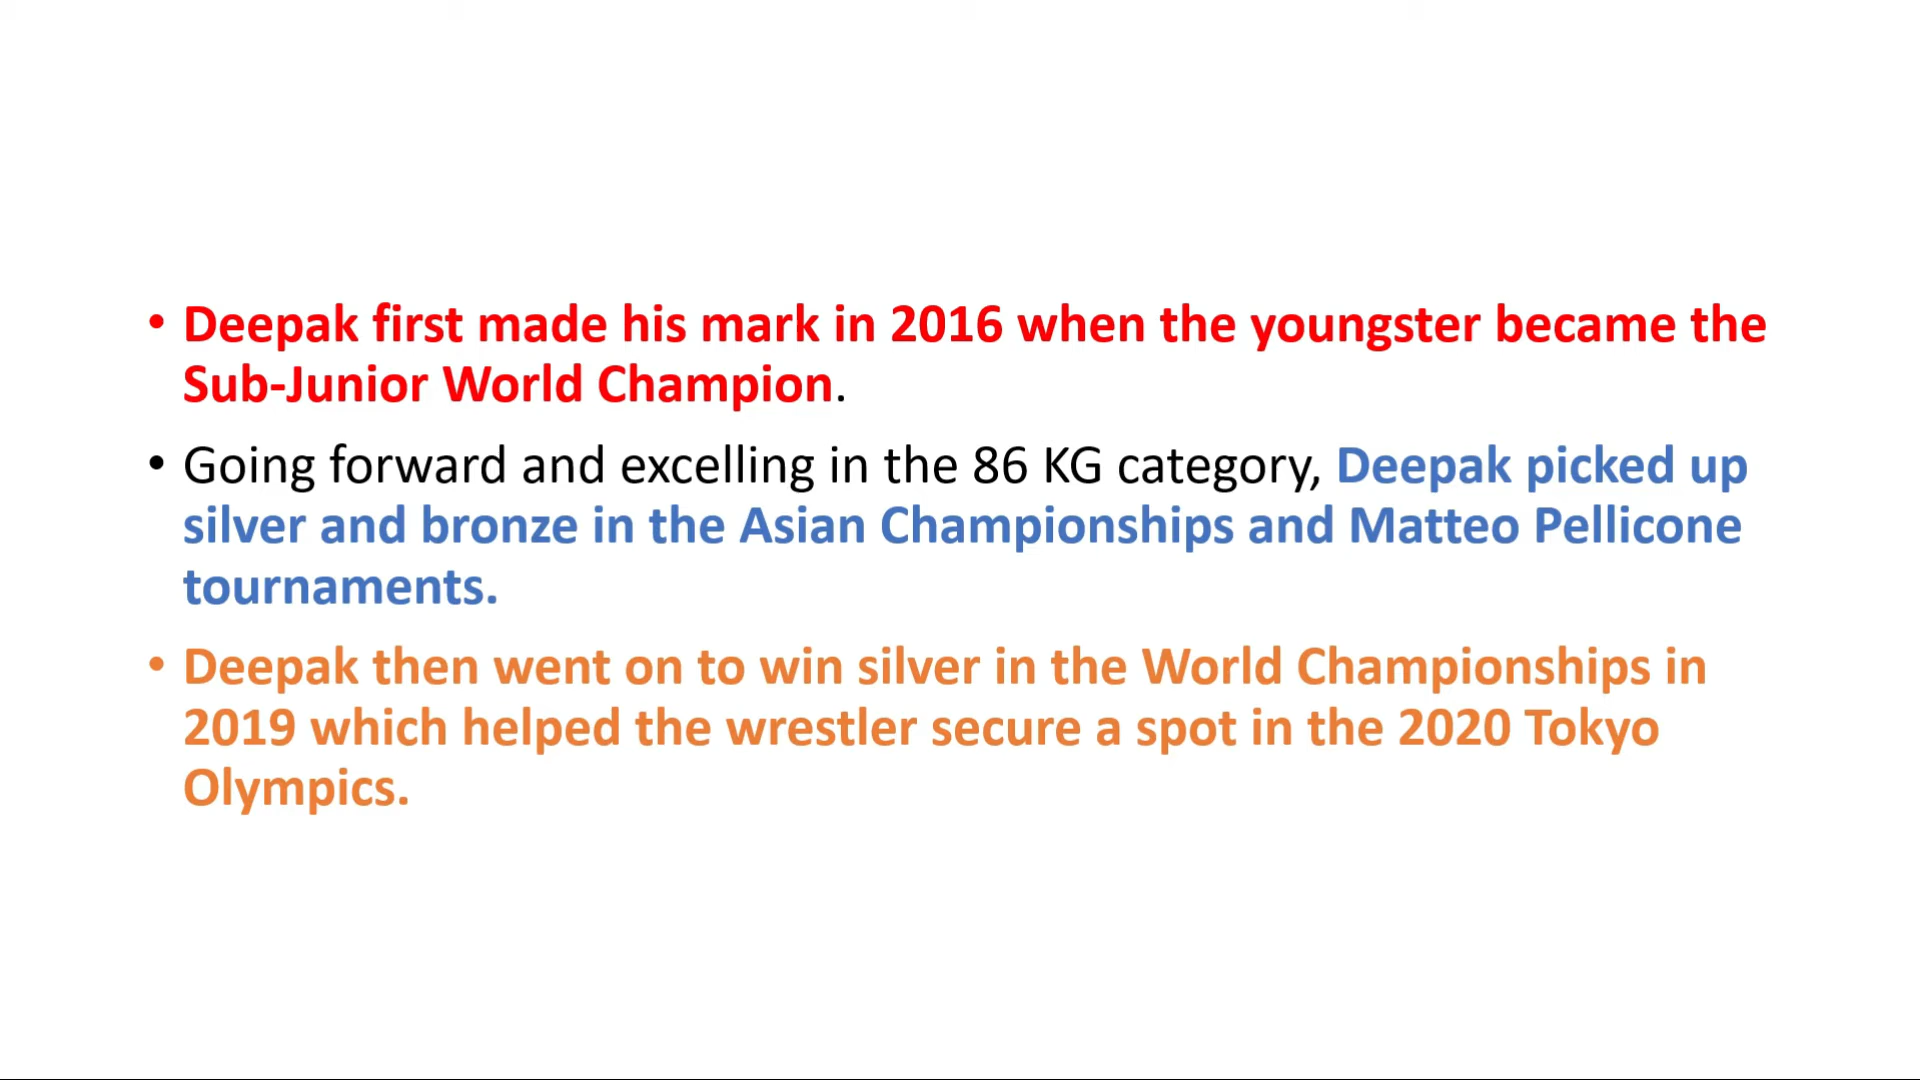 • Deepak first made his mark in 2016 when the youngster became the
Sub-Junior World Champion.
• Going forward and excelling in the 86 KG category, Deepak picked up
silver and bronze in the Asian Championships and Matteo Pellicone
tournaments.
• Deepak then went on to win silver in the World Championships in
2019 which helped the wrestler secure a spot in the 2020 Tokyo
Olympics.